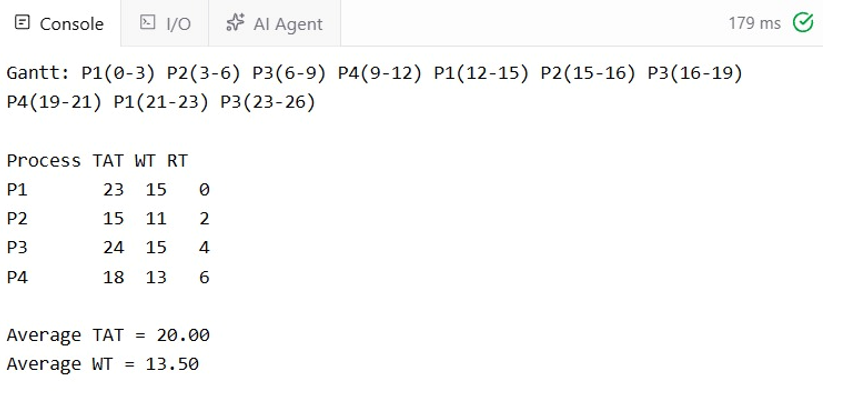 Console I/O AI Agent 179 ms
Gantt: P1(0-3) P2(3-6) P3(6-9) P4(9-12) P1(12-15) P2(15-16) P3(16-19)
P4(19-21) P1(21-23) P3(23-26)
Process TAT WT RT
P1 23 15 0
P2 15 11 2
P3 24 15 4
P4 18 13 6
Average TAT = 20.00
Average WT = 13.50